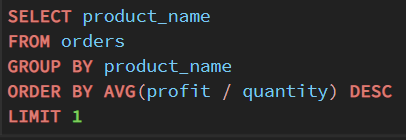 SELECT product_name
FROM orders
GROUP BY product_name
ORDER BY AVG(profit / quantity) DESC
LIMIT 1